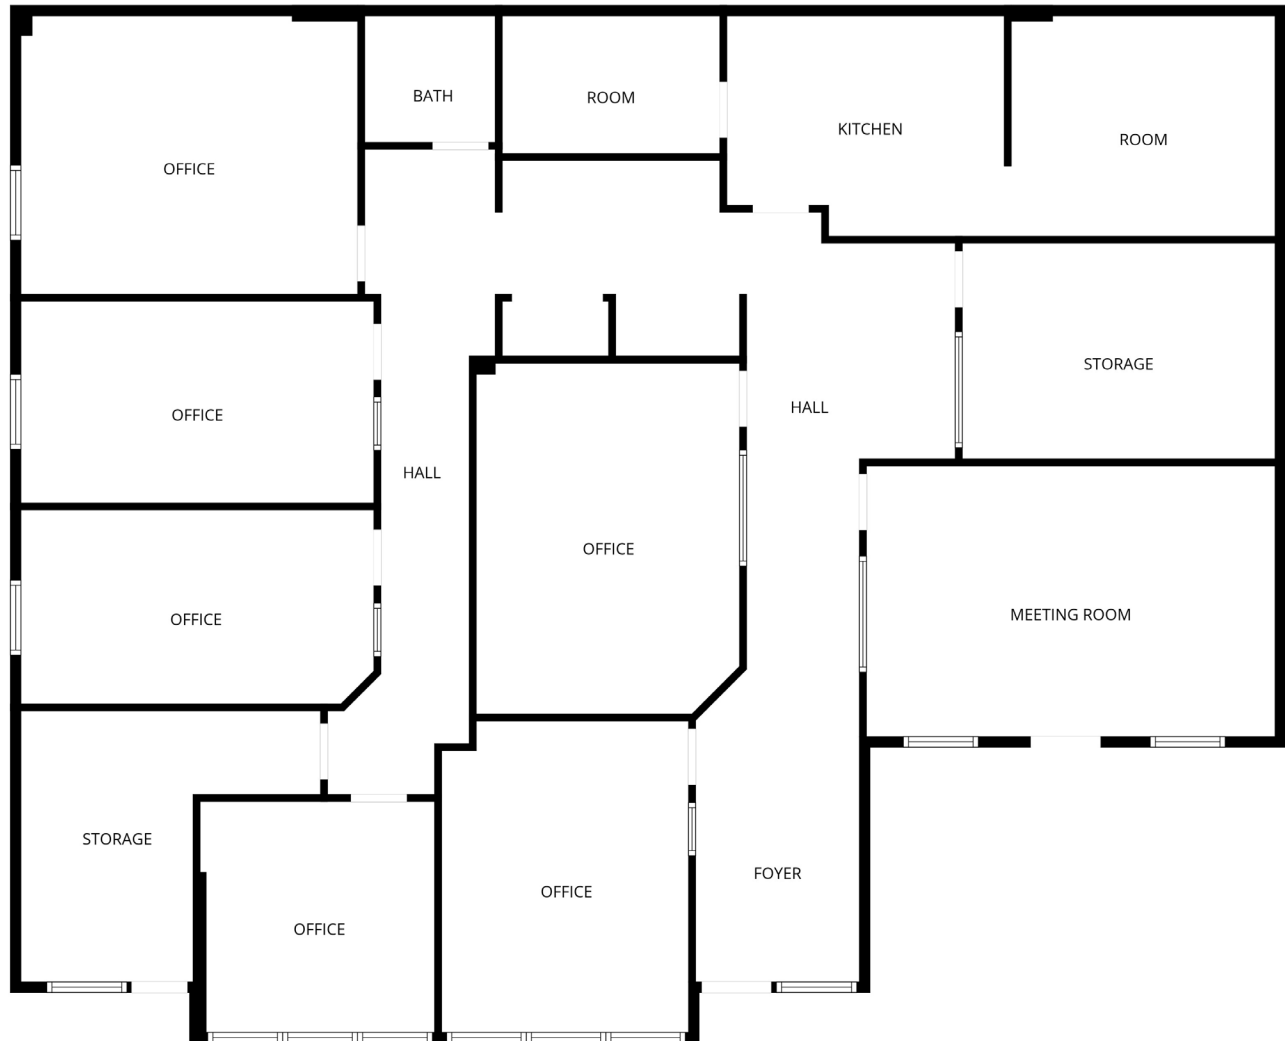 BATH
ROOM
KITCHEN
ROOM
OFFICE
STORAGE
OFFICE
HALL
HALL
OFFICE
OFFICE
MEETING ROOM
STORAGE
FOYER
OFFICE
OFFICE